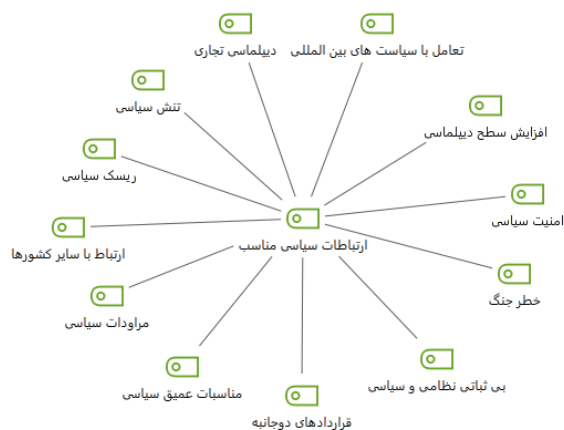 تعامل با سیاست های بین المللی
دیپلماسی تجاری
تنش سیاسی
افزایش سطح دیپلماسی
ریسک سیاسی
امنیت سیاسی
ارتباطات سیاسی مناسب
ارتباط با سایر کشورها
خطر جنگ
مراودات سیاسی
بی ثباتی نظامی و سیاسی
مناسبات عمیق سیاسی
قراردادهای دوجانبه